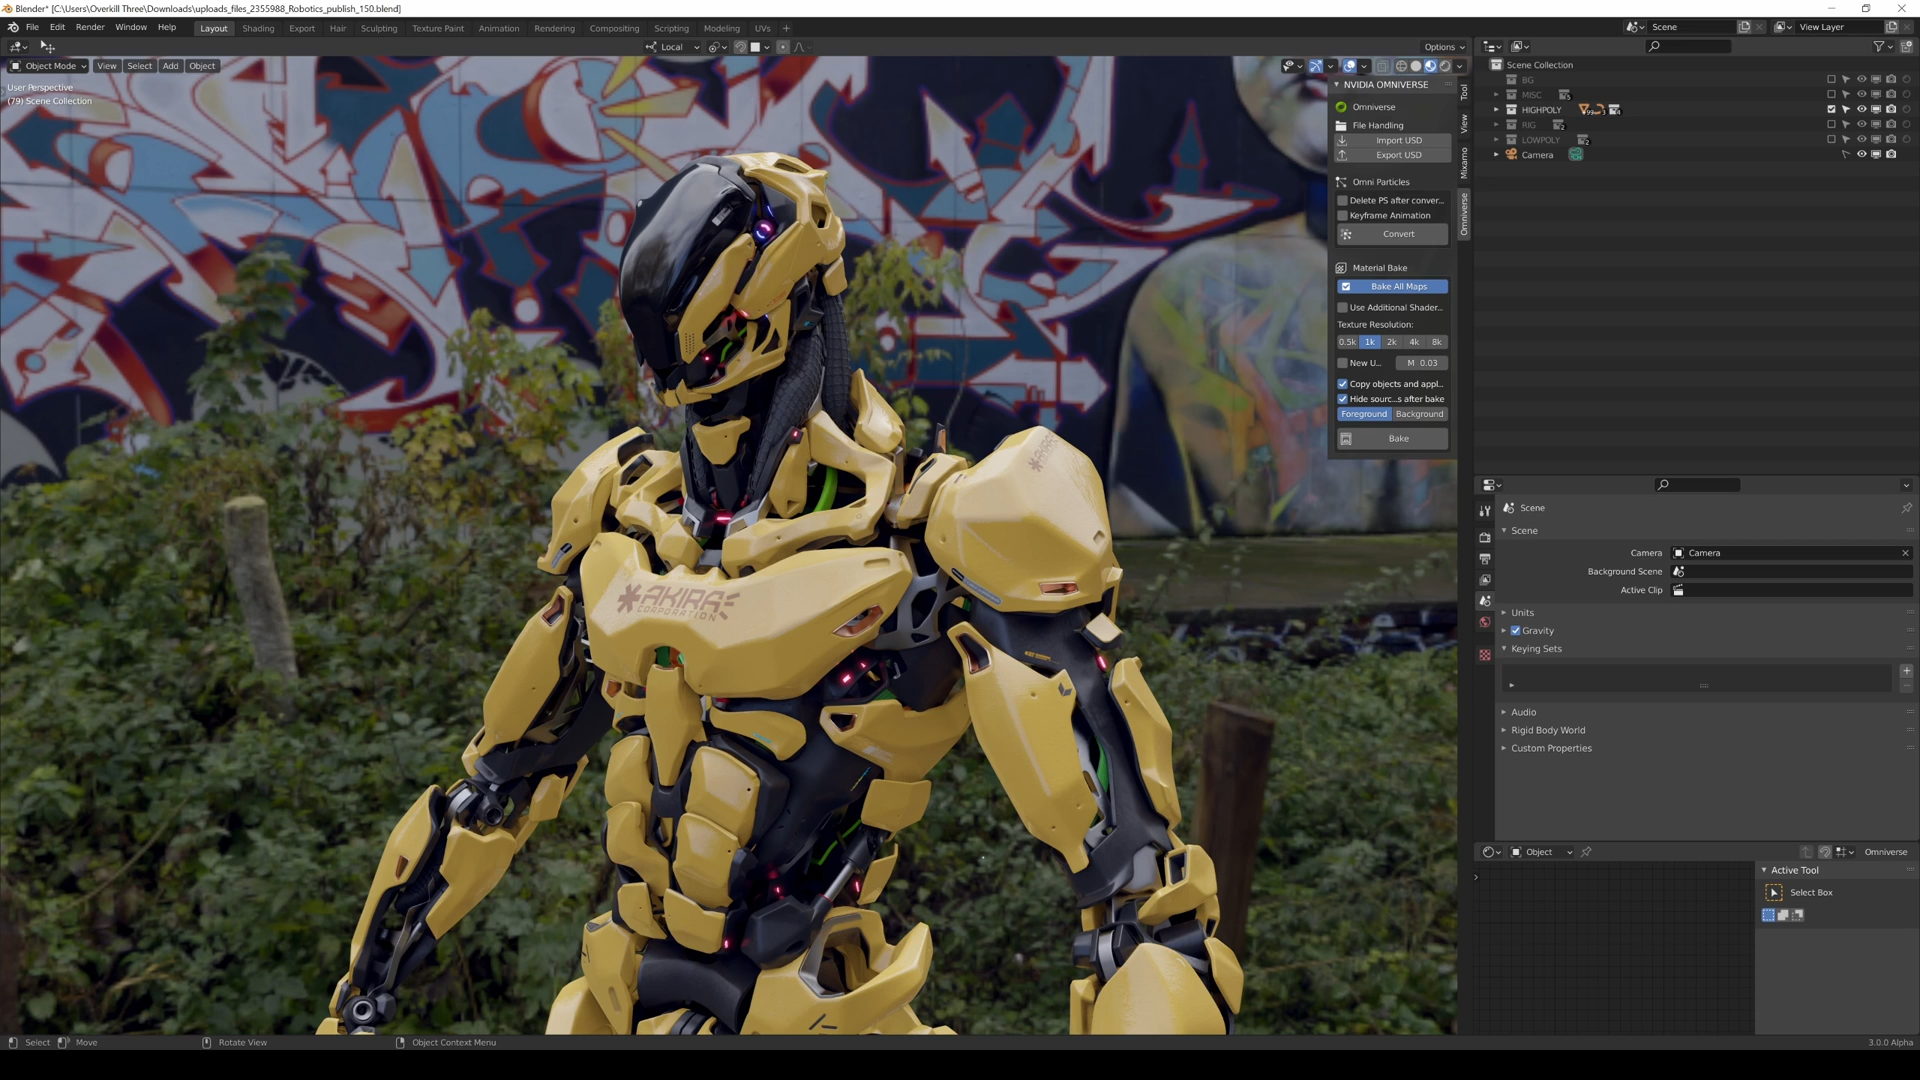 Blender* [C:\Users\Overkill Three\Downloads\uploads_files_2355988_Robotics_publish_150.blend]
File Edit Render Window Help Layout Shading Export Hair Sculpting Texture Paint Animation Rendering Compositing Scripting Modeling UVs +
Scene View Layer
Local Options
Object Mode View Select Add Object
User Perspective
(79) Scene Collection
NVIDIA OMNIVERSE
Omniverse
File Handling
Import USD
Export USD
Omni Particles
Delete PS after conver...
Keyframe Animation
Convert
Material Bake
Bake All Maps
Use Additional Shader...
Texture Resolution:
0.5k 1k 2k 4k 8k
New U... M 0.03
Copy objects and appl..
Hide sourc...s after bake
Foreground Background
Bake
Tool
View
Mixamo
Omniverse
Scene Collection
BG
MISC
HIGHPOLY
RIG
LOWPOLY
Camera
AKIRA
CORPORATION
AKIRA
Scene
Scene
Camera Camera
Background Scene
Active Clip
Units
Gravity
Keying Sets
Audio
Rigid Body World
Custom Properties
Object Omniverse
Active Tool
Select Box
Select Move Rotate View Object Context Menu 3.0.0 Alpha